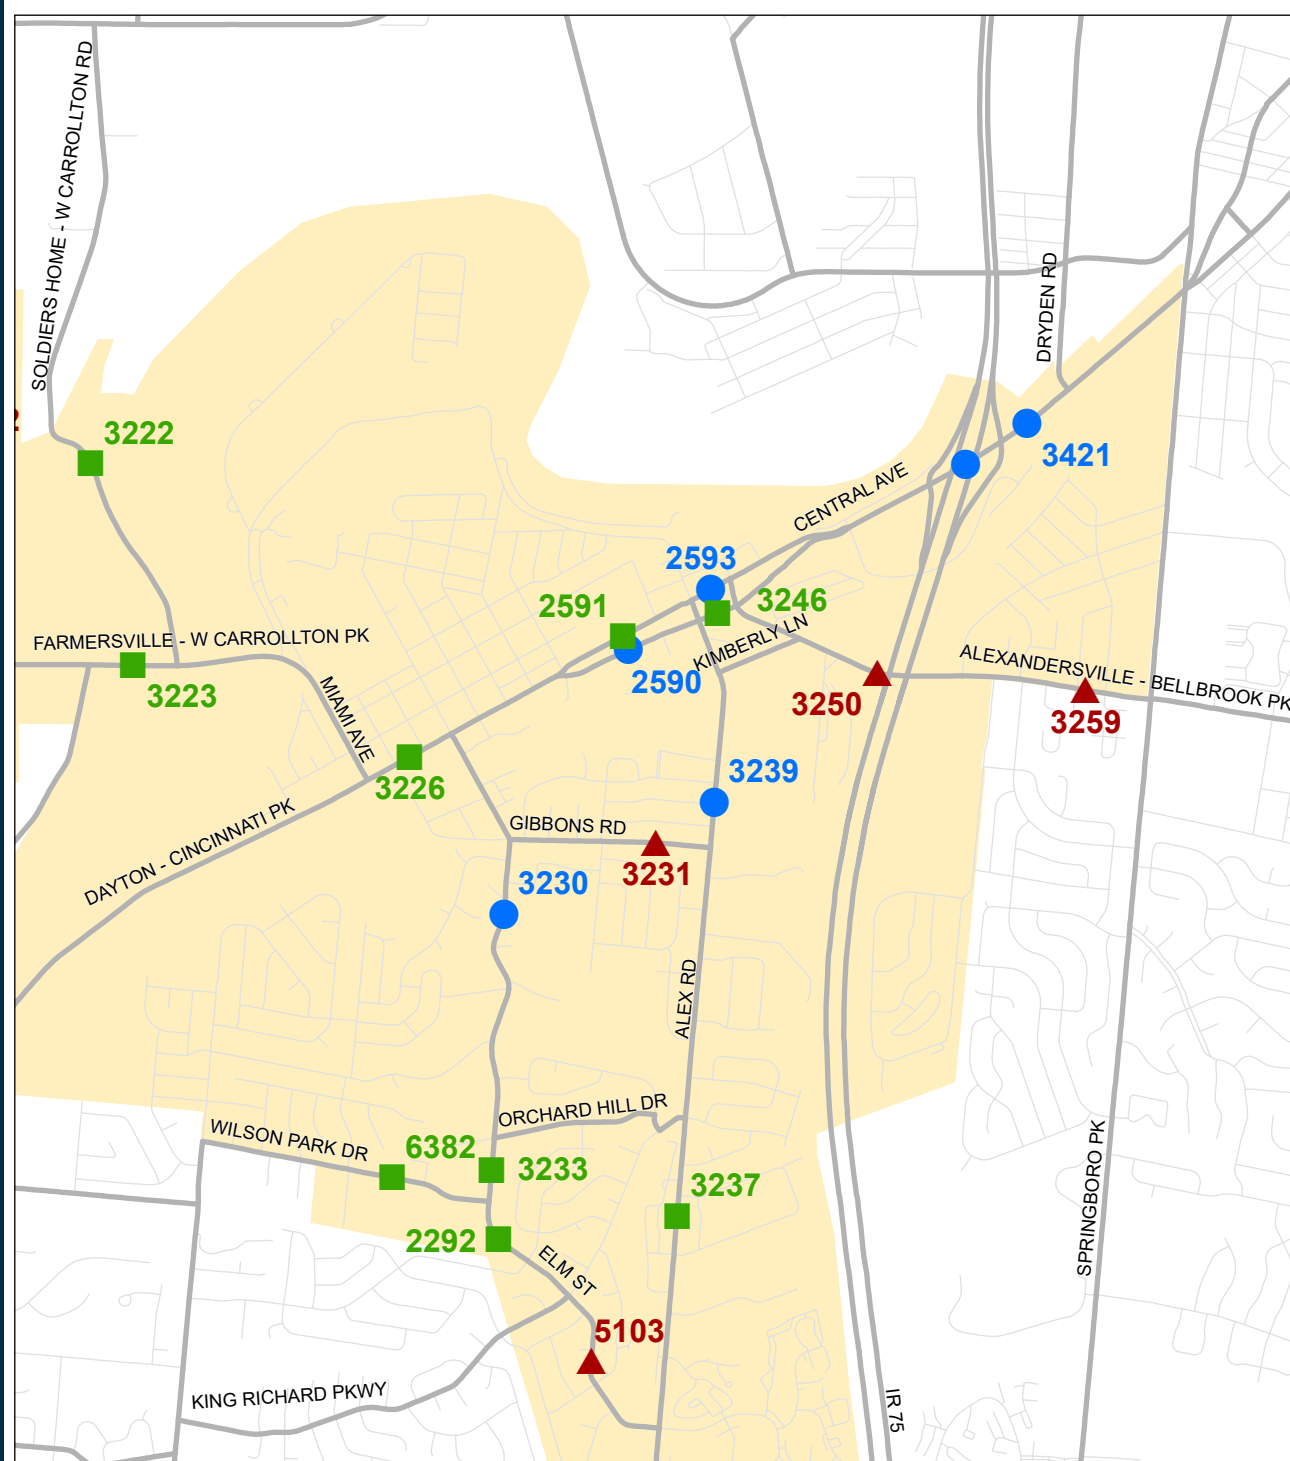 SOLDIERS HOME - W CARROLLTON RD
DRYDEN RD
2
3222
3421
CENTRAL AVE
2593
2591
3246
FARMERSVILLE - W CARROLLTON PK
KIMBERLY LN
2590
ALEXANDERSVILLE - BELLBROOK PK
3223
MIAMI AVE
3250
3259
3239
3226
DAYTON - CINCINNATI PK
GIBBONS RD
3231
3230
ALEX RD
ORCHARD HILL DR
WILSON PARK DR
6382
3233
3237
SPRINGBORO PK
2292
ELM ST
5103
KING RICHARD PKWY
IR 75